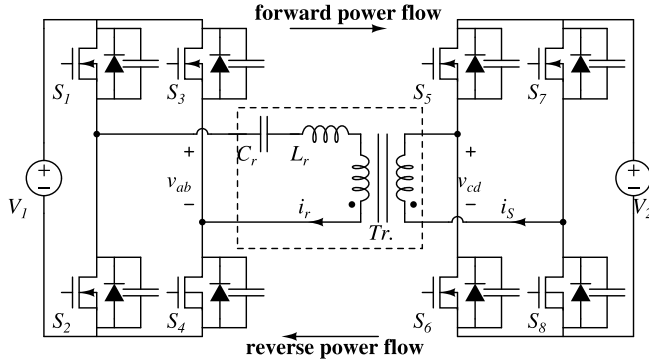 forward power flow
S1 S3 S5 S7
+ +
Cr Lr
V1 + − vab vcd + − V2
− ir − iS
Tr.
S2 S4 S6 S8
reverse power flow